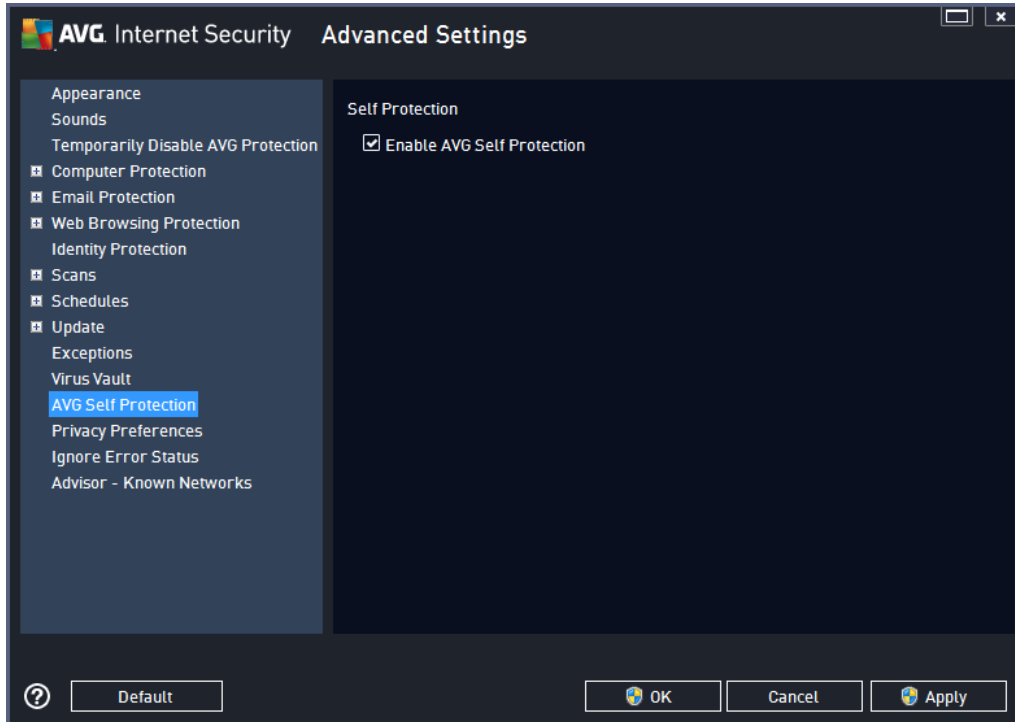 AVG. Internet Security Advanced Settings
Appearance
Sounds
Temporarily Disable AVG Protection
Computer Protection
Email Protection
Web Browsing Protection
Identity Protection
Scans
Schedules
Update
Exceptions
Virus Vault
AVG Self Protection
Privacy Preferences
Ignore Error Status
Advisor - Known Networks
Self Protection
Enable AVG Self Protection
? Default OK Cancel Apply